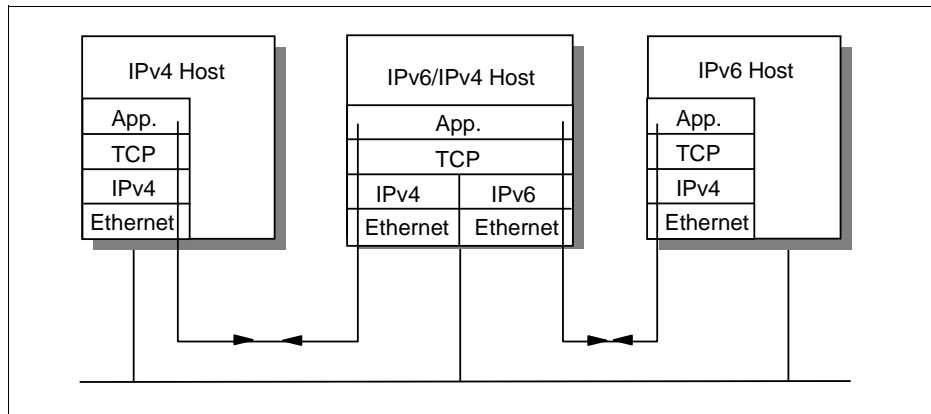 IPv4 Host
App.
TCP
IPv4
Ethernet
IPv6/IPv4 Host
App.
TCP
IPv4 IPv6
Ethernet Ethernet
IPv6 Host
App.
TCP
IPv4
Ethernet